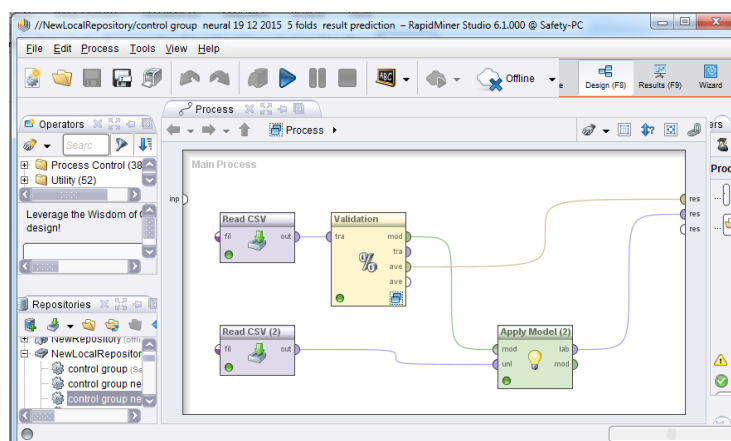 //NewLocalRepository/control group neural 19 12 2015 5 folds result prediction – RapidMiner Studio 6.1.000 @ Safety-PC
File Edit Process Tools View Help
Offline
Design (F8)
Results (F9)
Wizard
Process
Operators
Searc
Process
Process Control (38
Utility (52)
Main Process
Leverage the Wisdom of
design!
inp
res
res
res
Read CSV
fil out
Validation
tra mod
tra
ave
ave
Repositories
Read CSV (2)
fil out
Apply Model (2)
mod lab
unl mod
NewRepository
NewLocalRepositor
control group
control group ne
control group ne
ers
Proc